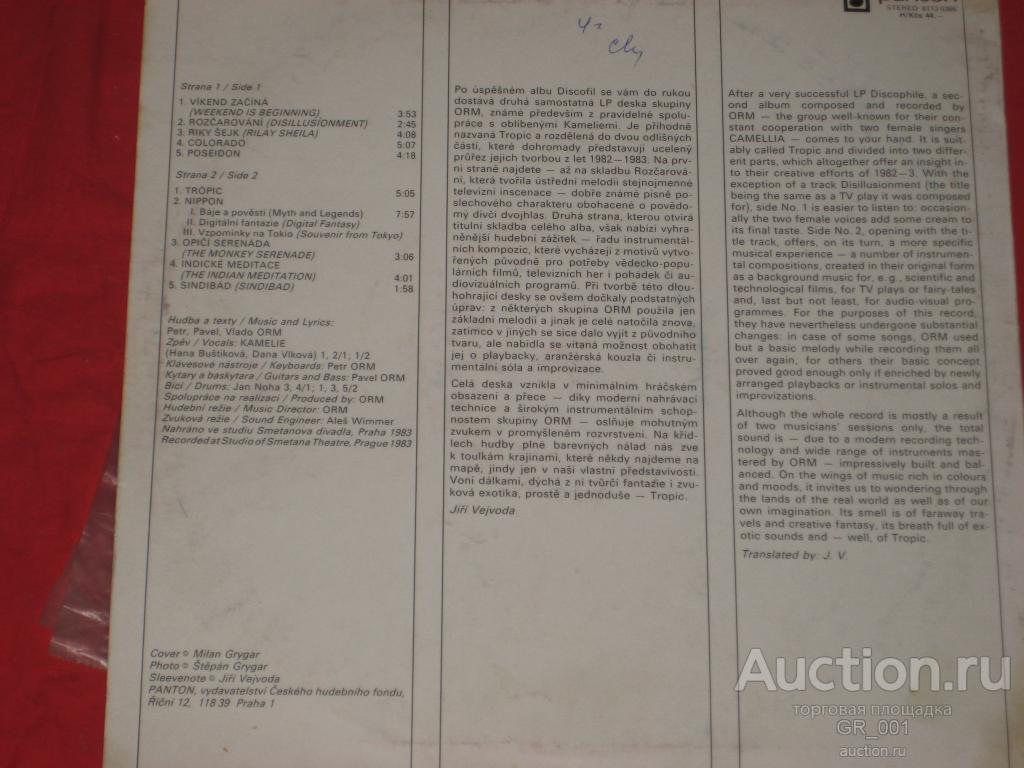 panton
STEREO 8113 0366
H/Kčs 44,—
Strana 1 / Side 1
1. VÍKEND ZAČÍNÁ
(WEEKEND IS BEGINNING) 3:53
2. ROZČAROVÁNÍ (DISILLUSIONMENT) 2:45
3. RIKY ŠEJK (RILAY SHEILA) 4:08
4. COLORADO 5:07
5. POSEIDON 4:18
Strana 2 / Side 2
1. TROPIC 5:05
2. NIPPON
I. Báje a pověsti (Myth and Legends) 7:57
II. Digitální fantazie (Digital Fantasy)
III. Vzpomínky na Tokio (Souvenir from Tokyo)
3. OPIČÍ SERENÁDA
(THE MONKEY SERENADE) 3:06
4. INDICKÉ MEDITACE
(THE INDIAN MEDITATION) 4:01
5. SINDIBÁD (SINDIBAD) 1:58
Hudba a texty / Music and Lyrics:
Petr, Pavel, Vlado ORM
Zpěv / Vocals: KAMELIE
(Hana Buštíková, Dana Vlková) 1, 2/1; 1/2
Klávesové nástroje / Keyboards: Petr ORM
Kytary a baskytara / Guitars and Bass: Pavel ORM
Bicí / Drums: Jan Noha 3, 4/1; 1, 3, 5/2
Spolupráce na realizaci / Produced by: ORM
Hudební režie / Music Director: ORM
Zvuková režie / Sound Engineer: Aleš Wimmer
Nahráno ve studiu Smetanova divadla, Praha 1983
Recorded at Studio of Smetana Theatre, Prague 1983
Cover © Milan Grygar
Photo © Štěpán Grygar
Sleevenote © Jiří Vejvoda
PANTON, vydavatelství Českého hudebního fondu,
Říční 12, 118 39 Praha 1
Po úspěšném albu Discofil se vám do rukou
dostává druhá samostatná LP deska skupiny
ORM, známé především z pravidelné spolu-
práce s oblíbenými Kameliemi. Je příhodně
nazvaná Tropic a rozdělená do dvou odlišných
částí, které dohromady představují ucelený
průřez jejich tvorbou z let 1982—1983. Na prv-
ní straně najdete — až na skladbu Rozčarová-
ní, která tvořila ústřední melodii stejnojmenné
televizní inscenace — dobře známé písně po-
slechového charakteru obohacené o povědo-
mý dívčí dvojhlas. Druhá strana, kterou otvírá
titulní skladba celého alba, však nabízí vyhra-
něnější hudební zážitek — řadu instrumentál-
ních kompozic, které vycházejí z motivů vytvo-
řených původně pro potřeby vědecko-popu-
lárních filmů, televizních her i pohádek či au-
diovizuálních programů. Při tvorbě této dlou-
hohrající desky se ovšem dočkaly podstatných
úprav: z některých skupina ORM použila jen
základní melodii a jinak je celé natočila znova,
zatímco v jiných se sice dalo vyjít z původního
tvaru, ale nabídla se vítaná možnost obohatit
jej o playbacky, aranžérská kouzla či instru-
mentální sóla a improvizace.
Celá deska vznikla v minimálním hráčském
obsazení a přece — díky moderní nahrávací
technice a širokým instrumentálním schop-
nostem skupiny ORM — oslňuje mohutným
zvukem v promyšleném rozvrstvení. Na kříd-
lech hudby plné barevných nálad nás zve
k toulkám krajinami, které někdy najdeme na
mapě, jindy jen v naší vlastní představivosti.
Voní dálkami, dýchá z ní tvůrčí fantazie i zvu-
ková exotika, prostě a jednoduše — Tropic.
Jiří Vejvoda
After a very successful LP Discophile, a sec-
ond album composed and recorded by
ORM — the group well-known for their con-
stant cooperation with two female singers
CAMELLIA — comes to your hand. It is suit-
ably called Tropic and divided into two differ-
ent parts, which altogether offer an insight in-
to their creative efforts of 1982—3. With the
exception of a track Disillusionment (the title
being the same as a TV play it was composed
for), side No. 1 is easier to listen to: occasion-
ally the two female voices add some cream to
its final taste. Side No. 2, opening with the ti-
tle track, offers, on its turn, a more specific
musical experience — a number of instrumen-
tal compositions, created in their original form
as a background music for, e.g., scientific and
technological films, for TV plays or fairy-tales
and, last but not least, for audio-visual pro-
grammes. For the purposes of this record,
they have nevertheless undergone substantial
changes: in case of some songs, ORM used
but a basic melody while recording them all
over again, for others their basic concept
proved good enough only if enriched by newly
arranged playbacks or instrumental solos and
improvizations.
Although the whole record is mostly a result
of two musicians' sessions only, the total
sound is — due to a modern recording tech-
nology and wide range of instruments mas-
tered by ORM — impressively built and bal-
anced. On the wings of music rich in colours
and moods, it invites us to wondering through
the lands of the real world as well as of our
own imagination. Its smell is of faraway tra-
vels and creative fantasy, its breath full of ex-
otic sounds and — well, of Tropic.
Translated by: J. V.
Auction.ru
торговая площадка
GR_001
auction.ru